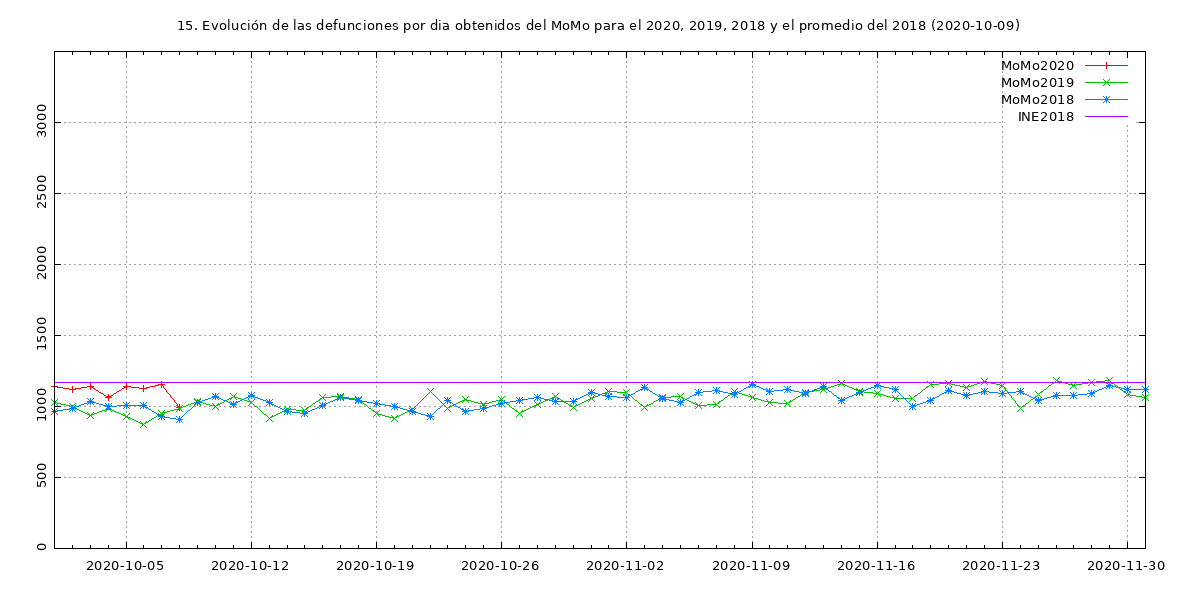 15. Evolución de las defunciones por dia obtenidos del MoMo para el 2020, 2019, 2018 y el promedio del 2018 (2020-10-09)
MoMo2020
MoMo2019
MoMo2018
INE2018
3000
2500
2000
1500
1000
500
0
2020-10-05 2020-10-12 2020-10-19 2020-10-26 2020-11-02 2020-11-09 2020-11-16 2020-11-23 2020-11-30